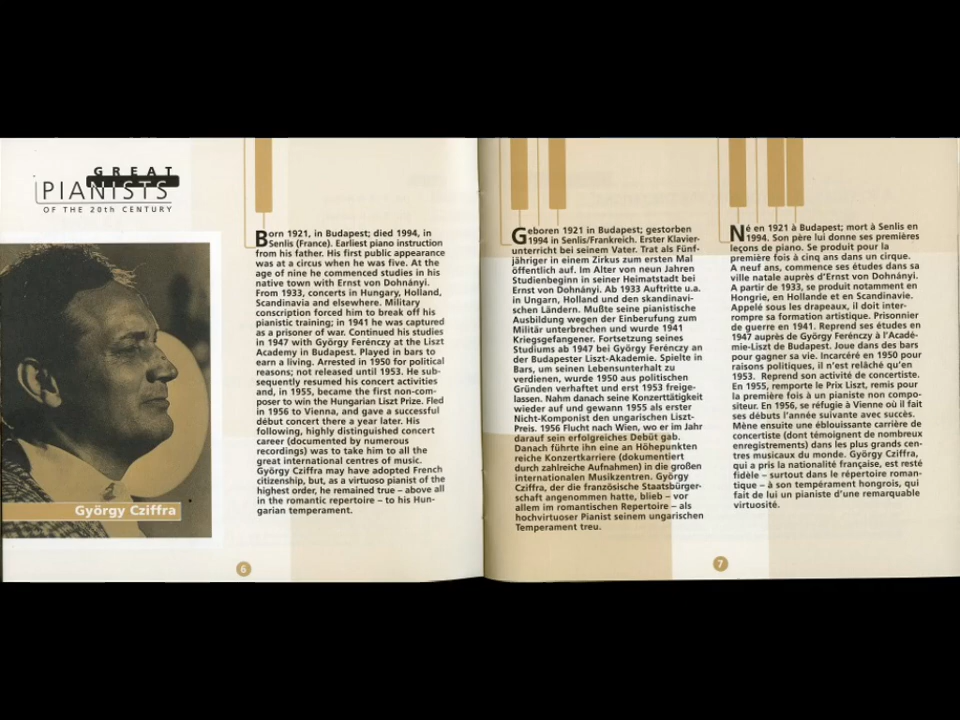 GREAT
PIANISTS
OF THE 20th CENTURY
György Cziffra
Born 1921, in Budapest; died 1994, in
Senlis (France). Earliest piano instruction
from his father. His first public appearance
was at a circus when he was five. At the
age of nine he commenced studies in his
native town with Ernst von Dohnányi.
From 1933, concerts in Hungary, Holland,
Scandinavia and elsewhere. Military
conscription forced him to break off his
pianistic training; in 1941 he was captured
as a prisoner of war. Continued his studies
in 1947 with György Ferénczy at the Liszt
Academy in Budapest. Played in bars to
earn a living. Arrested in 1950 for political
reasons; not released until 1953. He sub-
sequently resumed his concert activities
and, in 1955, became the first non-com-
poser to win the Hungarian Liszt Prize. Fled
in 1956 to Vienna, and gave a successful
début concert there a year later. His
following, highly distinguished concert
career (documented by numerous
recordings) was to take him to all the
great international centres of music.
György Cziffra may have adopted French
citizenship, but, as a virtuoso pianist of the
highest order, he remained true – above all
in the romantic repertoire – to his Hun-
garian temperament.
6
Geboren 1921 in Budapest; gestorben
1994 in Senlis/Frankreich. Erster Klavier-
unterricht bei seinem Vater. Trat als Fünf-
jähriger in einem Zirkus zum ersten Mal
öffentlich auf. Im Alter von neun Jahren
Studienbeginn in seiner Heimatstadt bei
Ernst von Dohnányi. Ab 1933 Auftritte u.a.
in Ungarn, Holland und den skandinavi-
schen Ländern. Mußte seine pianistische
Ausbildung wegen der Einberufung zum
Militär unterbrechen und wurde 1941
Kriegsgefangener. Fortsetzung seines
Studiums ab 1947 bei György Ferénczy an
der Budapester Liszt-Akademie. Spielte in
Bars, um seinen Lebensunterhalt zu
verdienen, wurde 1950 aus politischen
Gründen verhaftet und erst 1953 freige-
lassen. Nahm danach seine Konzerttätigkeit
wieder auf und gewann 1955 als erster
Nicht-Komponist den ungarischen Liszt-
Preis. 1956 Flucht nach Wien, wo er im Jahr
darauf sein erfolgreiches Debüt gab.
Danach führte ihn eine an Höhepunkten
reiche Konzertkarriere (dokumentiert
durch zahlreiche Aufnahmen) in die großen
internationalen Musikzentren. György
Cziffra, der die französische Staatsbürger-
schaft angenommen hatte, blieb – vor
allem im romantischen Repertoire – als
hochvirtuoser Pianist seinem ungarischen
Temperament treu.
Né en 1921 à Budapest; mort à Senlis en
1994. Son père lui donne ses premières
leçons de piano. Se produit pour la
première fois à cinq ans dans un cirque.
A neuf ans, commence ses études dans sa
ville natale auprès d'Ernst von Dohnányi.
A partir de 1933, se produit notamment en
Hongrie, en Hollande et en Scandinavie.
Appelé sous les drapeaux, il doit inter-
rompre sa formation artistique. Prisonnier
de guerre en 1941. Reprend ses études en
1947 auprès de György Ferénczy à l'Acadé-
mie-Liszt de Budapest. Joue dans des bars
pour gagner sa vie. Incarcéré en 1950 pour
raisons politiques, il n'est relâché qu'en
1953. Reprend son activité de concertiste.
En 1955, remporte le Prix Liszt, remis pour
la première fois à un pianiste non compo-
siteur. En 1956, se réfugie à Vienne où il fait
ses débuts l'année suivante avec succès.
Mène ensuite une éblouissante carrière de
concertiste (dont témoignent de nombreux
enregistrements) dans les plus grands cen-
tres musicaux du monde. György Cziffra,
qui a pris la nationalité française, est resté
fidèle – surtout dans le répertoire roman-
tique – à son tempérament hongrois, qui
fait de lui un pianiste d'une remarquable
virtuosité.
7